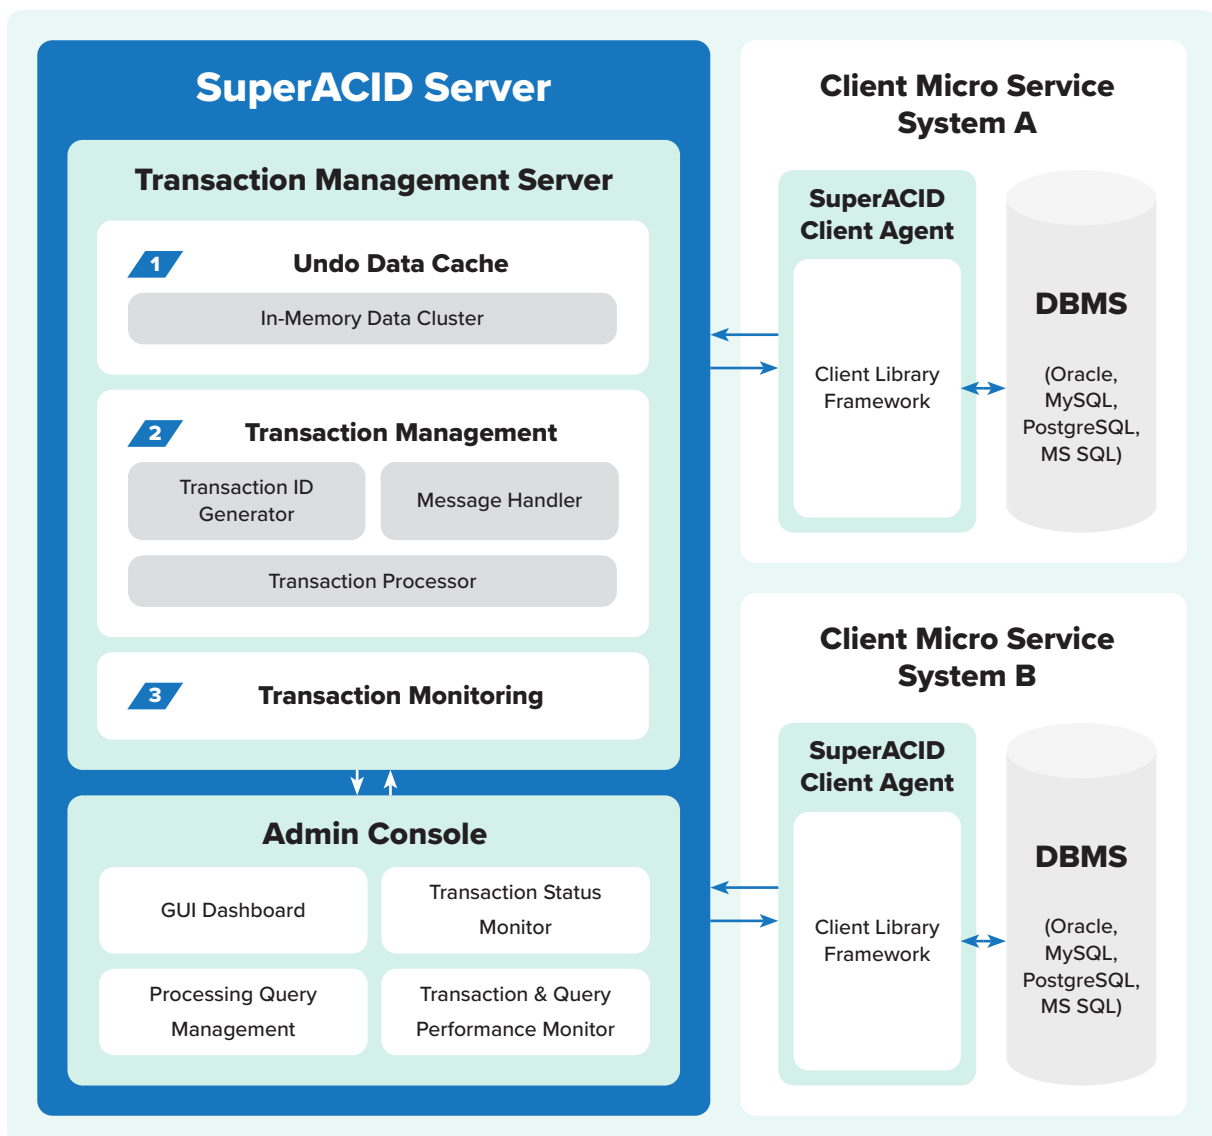 SuperACID Server
Transaction Management Server
1
Undo Data Cache
In-Memory Data Cluster
2
Transaction Management
Transaction ID
Generator
Message Handler
Transaction Processor
3
Transaction Monitoring
Admin Console
GUI Dashboard
Transaction Status
Monitor
Processing Query
Management
Transaction & Query
Performance Monitor
Client Micro Service
System A
SuperACID
Client Agent
Client Library
Framework
DBMS
(Oracle,
MySQL,
PostgreSQL,
MS SQL)
Client Micro Service
System B
SuperACID
Client Agent
Client Library
Framework
DBMS
(Oracle,
MySQL,
PostgreSQL,
MS SQL)